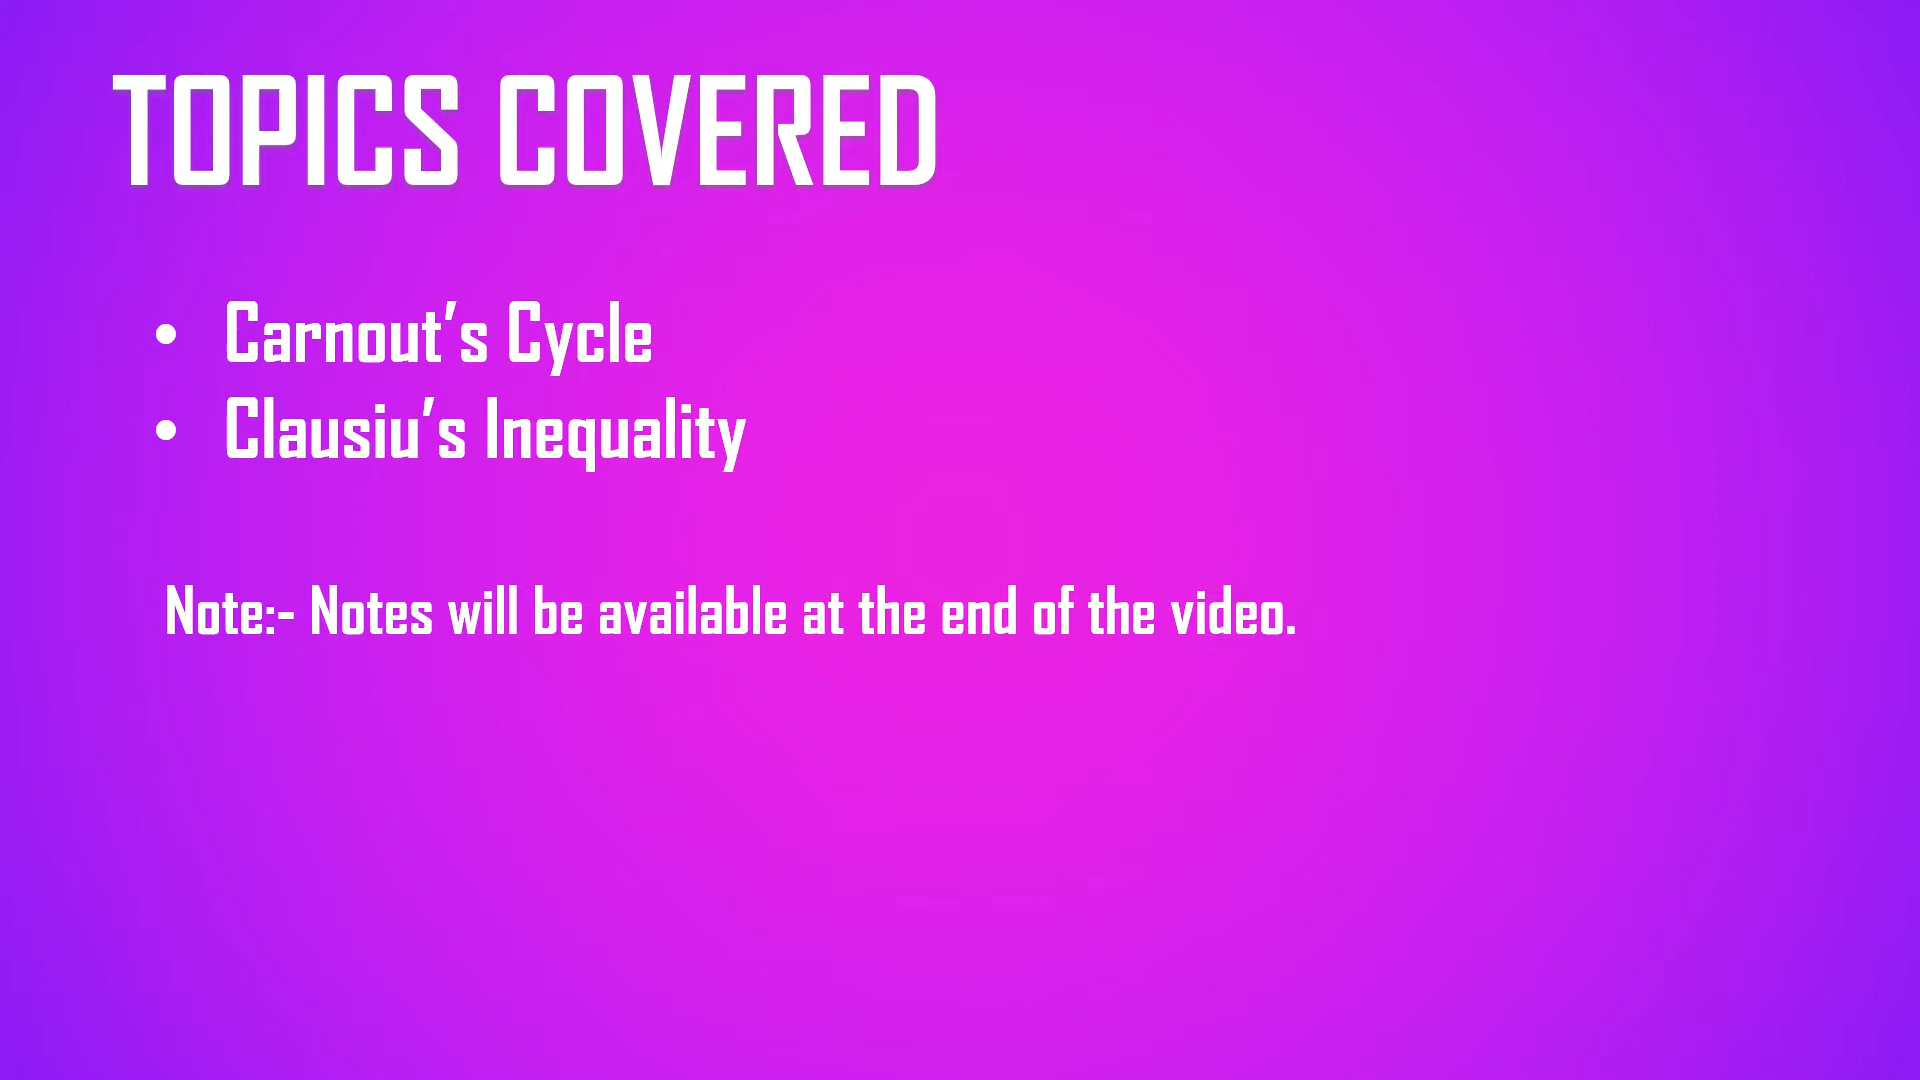 TOPICS COVERED
• Carnout’s Cycle
• Clausiu’s Inequality
Note:- Notes will be available at the end of the video.